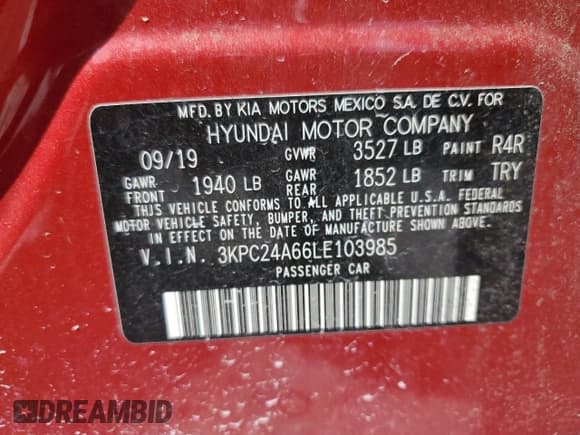 MFD. BY KIA MOTORS MEXICO S.A. DE C.V. FOR
HYUNDAI MOTOR COMPANY
09/19 GVWR 3527 LB PAINT R4R
GAWR FRONT 1940 LB GAWR REAR 1852 LB TRIM TRY
THIS VEHICLE CONFORMS TO ALL APPLICABLE U.S.A. FEDERAL
MOTOR VEHICLE SAFETY, BUMPER, AND THEFT PREVENTION STANDARDS
IN EFFECT ON THE DATE OF MANUFACTURE SHOWN ABOVE.
V.I.N. 3KPC24A66LE103985
PASSENGER CAR
DREAMBID